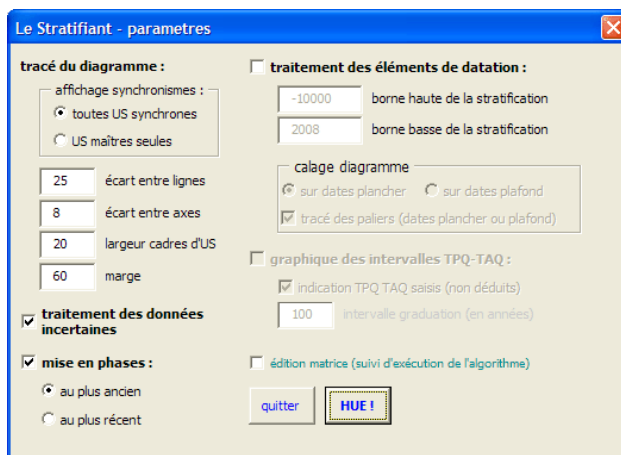 Le Stratifiant - parametres
tracé du diagramme :
affichage synchronismes :
toutes US synchrones
US maîtres seules
25 écart entre lignes
8 écart entre axes
20 largeur cadres d'US
60 marge
traitement des données
incertaines
mise en phases :
au plus ancien
au plus récent
traitement des éléments de datation :
-10000 borne haute de la stratification
2008 borne basse de la stratification
calage diagramme
sur dates plancher sur dates plafond
tracé des paliers (dates plancher ou plafond)
graphique des intervalles TPQ-TAQ :
indication TPQ TAQ saisis (non déduits)
100 intervalle graduation (en années)
édition matrice (suivi d'exécution de l'algorithme)
quitter HUE !